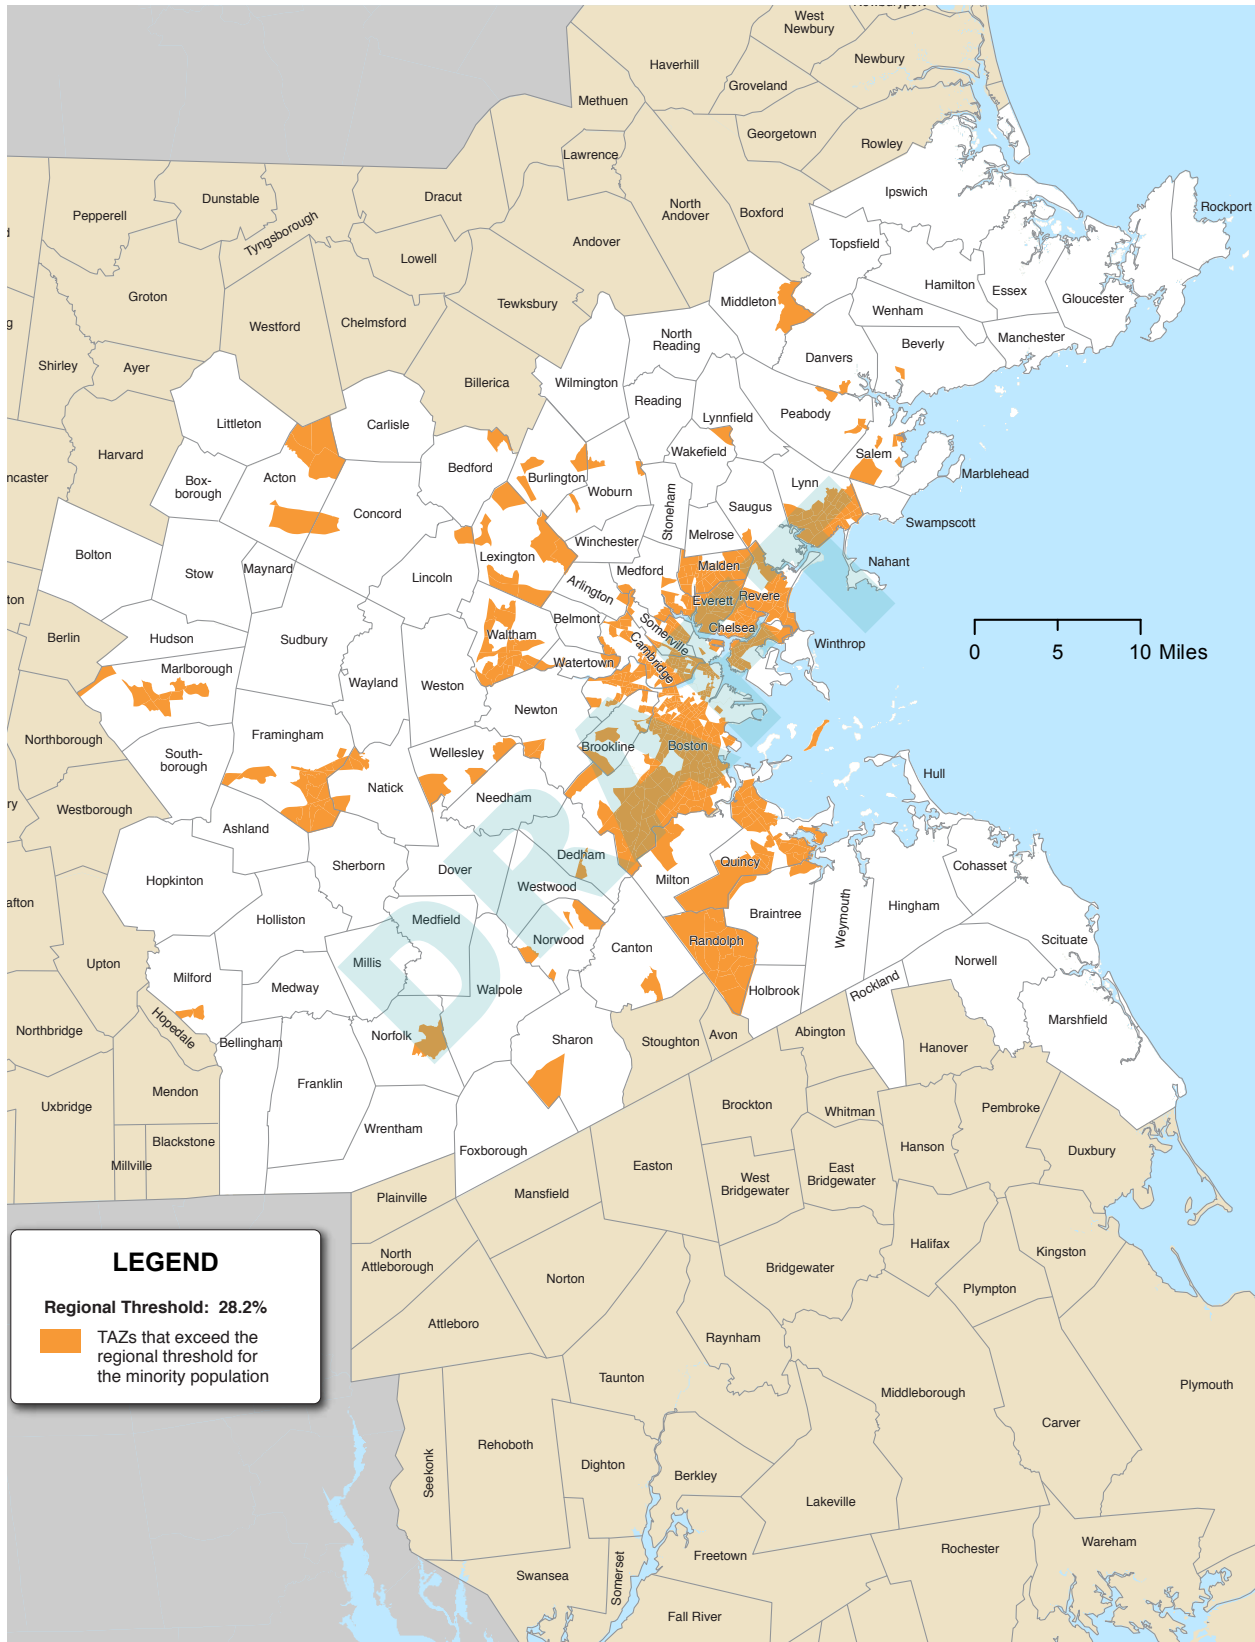 West
Newbury
Newbury
Haverhill
Groveland
Methuen
Georgetown
Rowley
Lawrence
Ipswich
Dracut
Dunstable
Pepperell
Tyngsborough
North
Andover
Boxford
Rockport
Andover
Topsfield
Lowell
Groton
Tewksbury
Hamilton
Essex
Gloucester
Middleton
Wenham
Westford
Chelmsford
North
Reading
Manchester
Beverly
Danvers
Shirley
Ayer
Billerica
Wilmington
Reading
Peabody
Lynnfield
Littleton
Carlisle
Harvard
Wakefield
Salem
Marblehead
Bedford
Burlington
Acton
Box-
borough
Woburn
Lynn
ncaster
Concord
Stoneham
Saugus
Swampscott
Melrose
Winchester
Bolton
Lexington
Nahant
Malden
Medford
Maynard
Stow
Lincoln
Arlington
Everett
Revere
ton
Belmont
Somerville
Chelsea
Berlin
Hudson
Sudbury
Waltham
Cambridge
Winthrop
0 5 10 Miles
Watertown
Marlborough
Wayland
Weston
Newton
Northborough
Framingham
South-
borough
Wellesley
Brookline
Boston
Hull
Natick
Needham
ry
Westborough
Ashland
Dedham
Quincy
Cohasset
Sherborn
Dover
Milton
Hopkinton
Westwood
Weymouth
Hingham
afton
Holliston
Medfield
Braintree
Norwood
Randolph
Scituate
Canton
Norwell
Upton
Millis
Milford
Medway
Walpole
Holbrook
Rockland
Marshfield
Hopedale
Northbridge
Bellingham
Norfolk
Sharon
Stoughton
Avon
Abington
Hanover
Franklin
Mendon
Uxbridge
Brockton
Whitman
Pembroke
Wrentham
Blackstone
Foxborough
Hanson
Duxbury
Millville
Easton
West
Bridgewater
East
Bridgewater
Plainville
Mansfield
LEGEND
Regional Threshold: 28.2%
TAZs that exceed the
regional threshold for
the minority population
North
Attleborough
Norton
Bridgewater
Halifax
Kingston
Plympton
Attleboro
Raynham
Taunton
Middleborough
Plymouth
Carver
Rehoboth
Seekonk
Dighton
Berkley
Lakeville
Wareham
Rochester
Freetown
Swansea
Somerset
Fall River
DRAFT